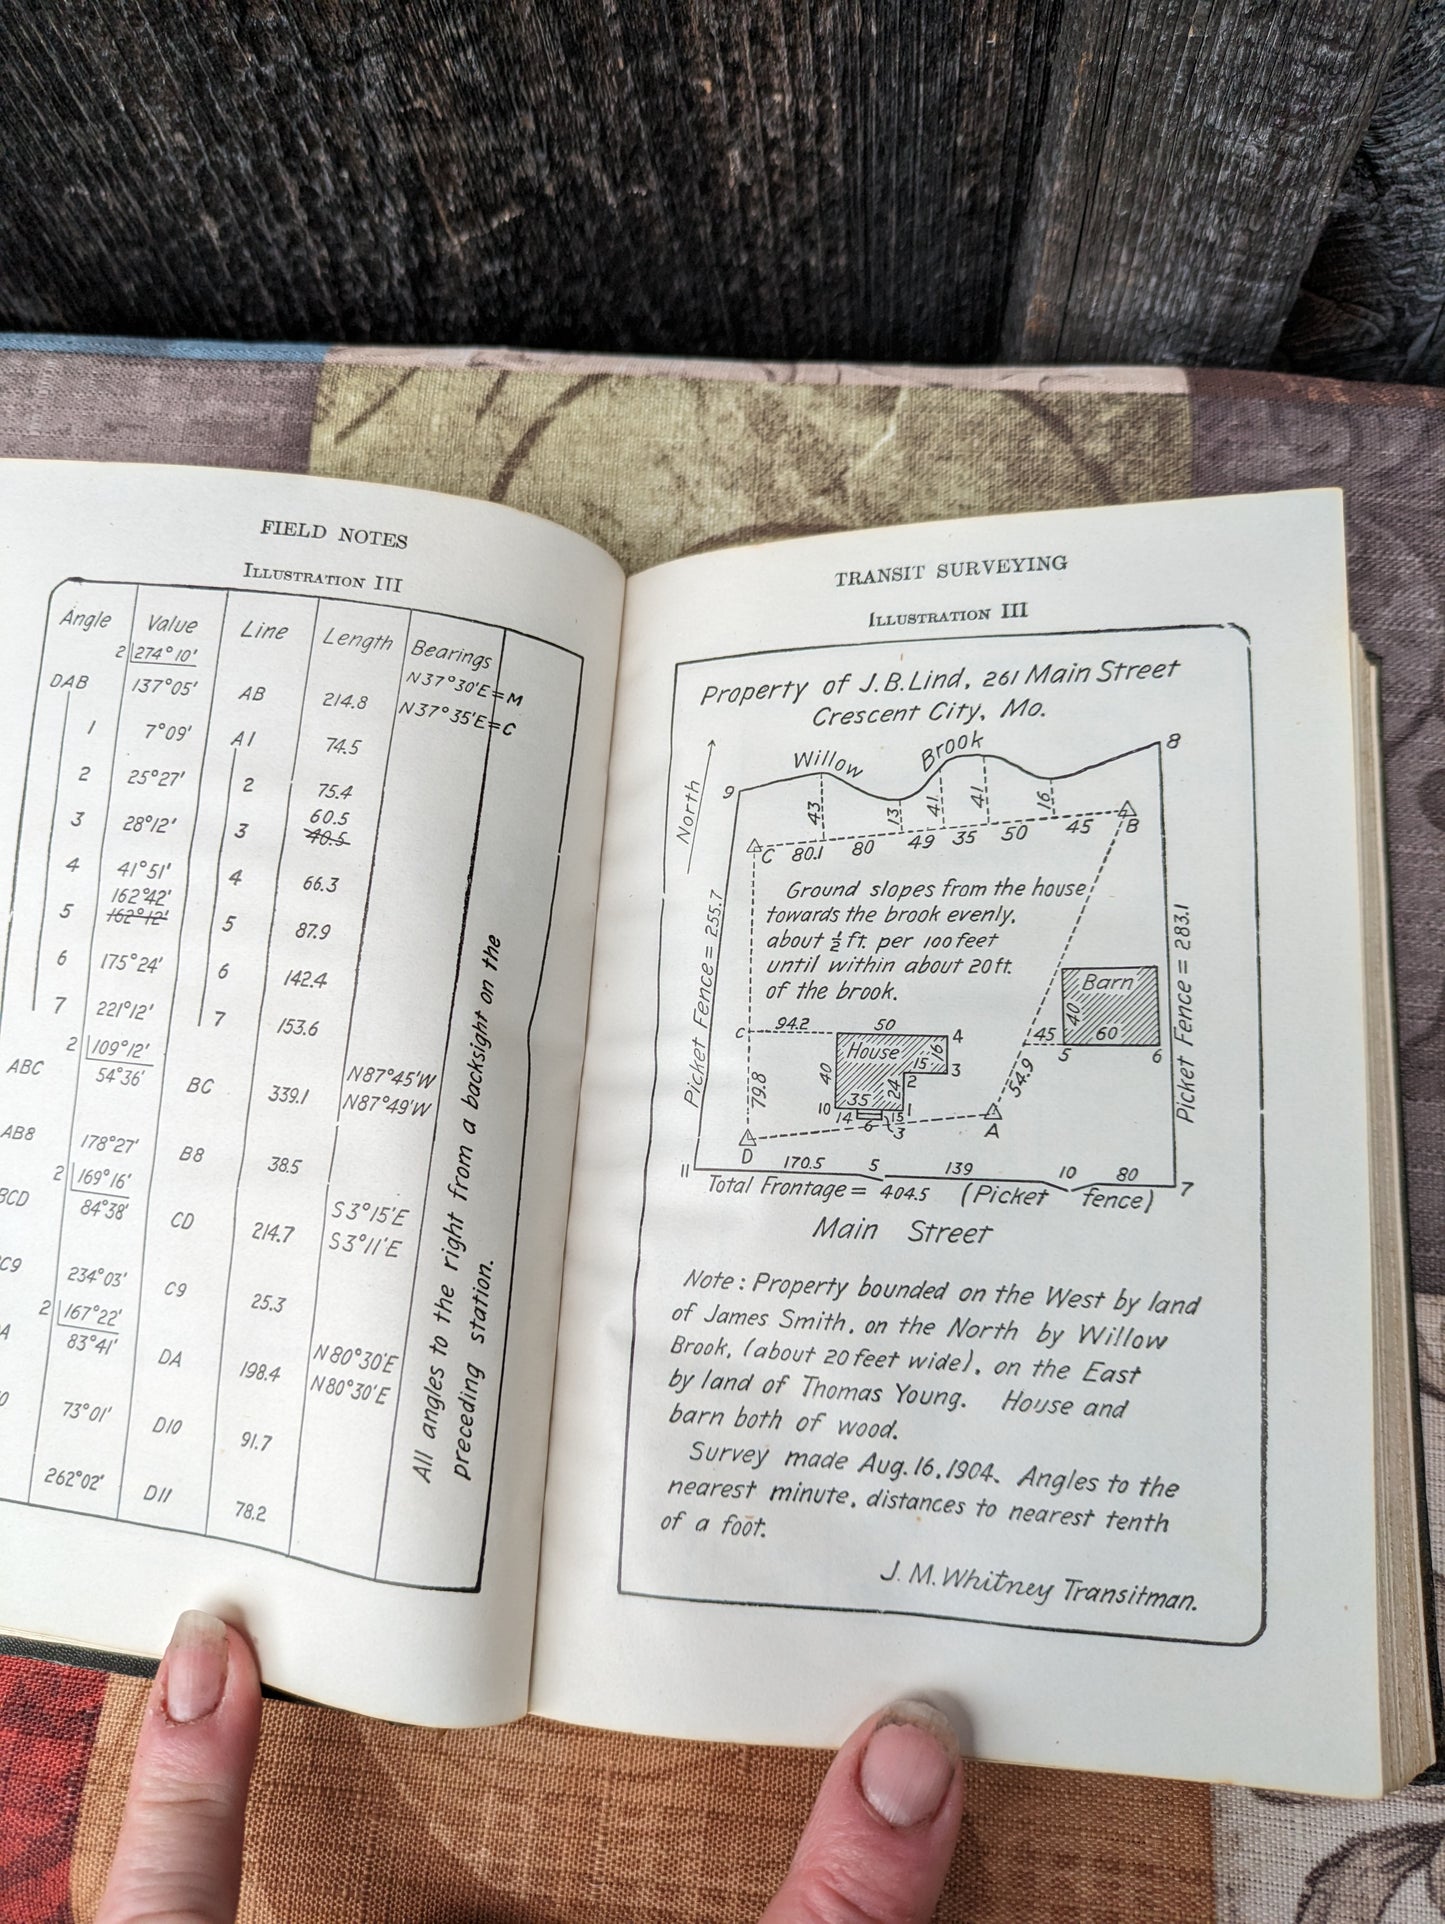 FIELD NOTES
ILLUSTRATION III
Angle Value Line Length Bearings
2 274°10'
DAB 137°05' AB 214.8 N37°30'E=M
N37°35'E=C
1 7°09' A1 74.5
2 25°27' 2 75.4
3 28°12' 3 60.5
40.5
4 41°51' 4 66.3
162°42'
5 162°12' 5 87.9
6 175°24' 6 142.4
7 221°12' 7 153.6
2 109°12'
ABC 54°36' BC 339.1 N87°45'W
N87°49'W
AB8 178°27' B8 38.5
2 169°16'
BCD 84°38' CD 214.7 S3°15'E
S3°11'E
C9 234°03' C9 25.3
2 167°22'
A 83°41' DA 198.4 N80°30'E
N80°30'E
0 73°01' D10 91.7
262°02' D11 78.2
All angles to the right from a backsight on the
preceding station.
TRANSIT SURVEYING
ILLUSTRATION III
Property of J.B.Lind, 261 Main Street
Crescent City, Mo.
North
Willow Brook
9 8
43 13 41 41 16
C 80.1 80 49 35 50 45 B
Ground slopes from the house
towards the brook evenly,
about ½ ft. per 100 feet
until within about 20 ft.
of the brook.
Picket Fence = 255.7
Picket Fence = 283.1
Barn
40 60
45 5 6
54.9
C 94.2 50 4
House 16
15 3
2
40 24
79.8
10 35 1
14 6 15
3
D A
11 170.5 5 139 10 80 7
Total Frontage = 404.5 (Picket fence)
Main Street
Note: Property bounded on the West by land
of James Smith, on the North by Willow
Brook, (about 20 feet wide), on the East
by land of Thomas Young. House and
barn both of wood.
Survey made Aug. 16, 1904. Angles to the
nearest minute, distances to nearest tenth
of a foot.
J. M. Whitney Transitman.